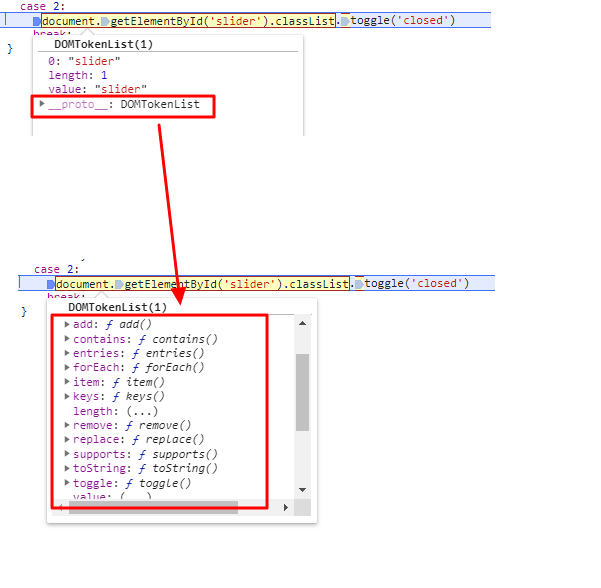 case 2:
document.getElementById('slider').classList.toggle('closed')
break;
}
DOMTokenList(1)
0: "slider"
length: 1
value: "slider"
__proto__: DOMTokenList
case 2:
document.getElementById('slider').classList.toggle('closed')
break;
}
DOMTokenList(1)
add: ƒ add()
contains: ƒ contains()
entries: ƒ entries()
forEach: ƒ forEach()
item: ƒ item()
keys: ƒ keys()
length: (...)
remove: ƒ remove()
replace: ƒ replace()
supports: ƒ supports()
toString: ƒ toString()
toggle: ƒ toggle()
value: (...)